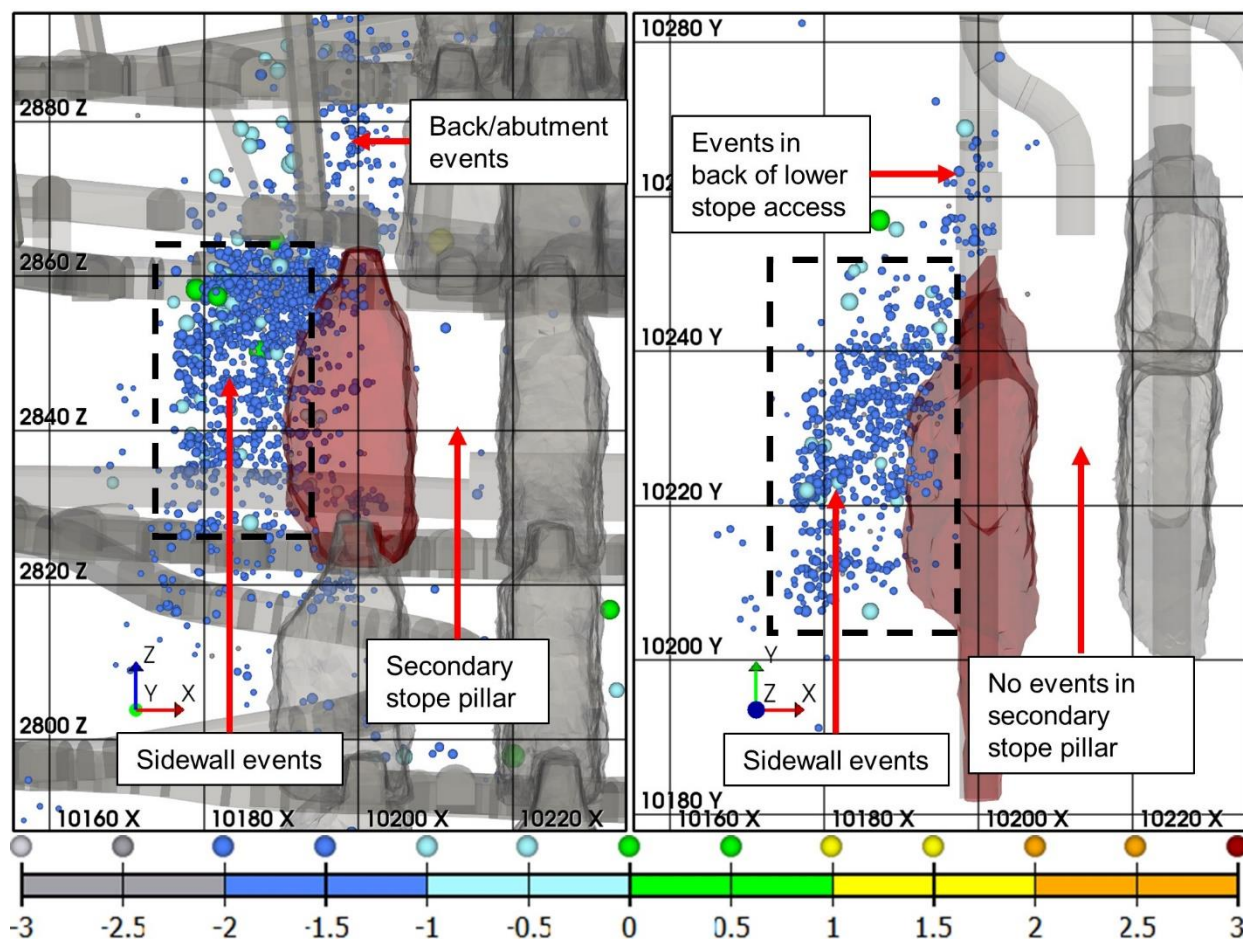 2880 Z
2860 Z
2840 Z
2820 Z
2800 Z
10160 X
10180 X
10200 X
10220 X
Back/abutment
events
Secondary
stope pillar
Sidewall events
Z
Y
X
10280 Y
10240 Y
10220 Y
10200 Y
10180 Y
10160 X
10180 X
10200 X
10220 X
Events in
back of lower
stope access
No events in
secondary
stope pillar
Sidewall events
Y
Z
X
-3
-2.5
-2
-1.5
-1
-0.5
0
0.5
1
1.5
2
2.5
3